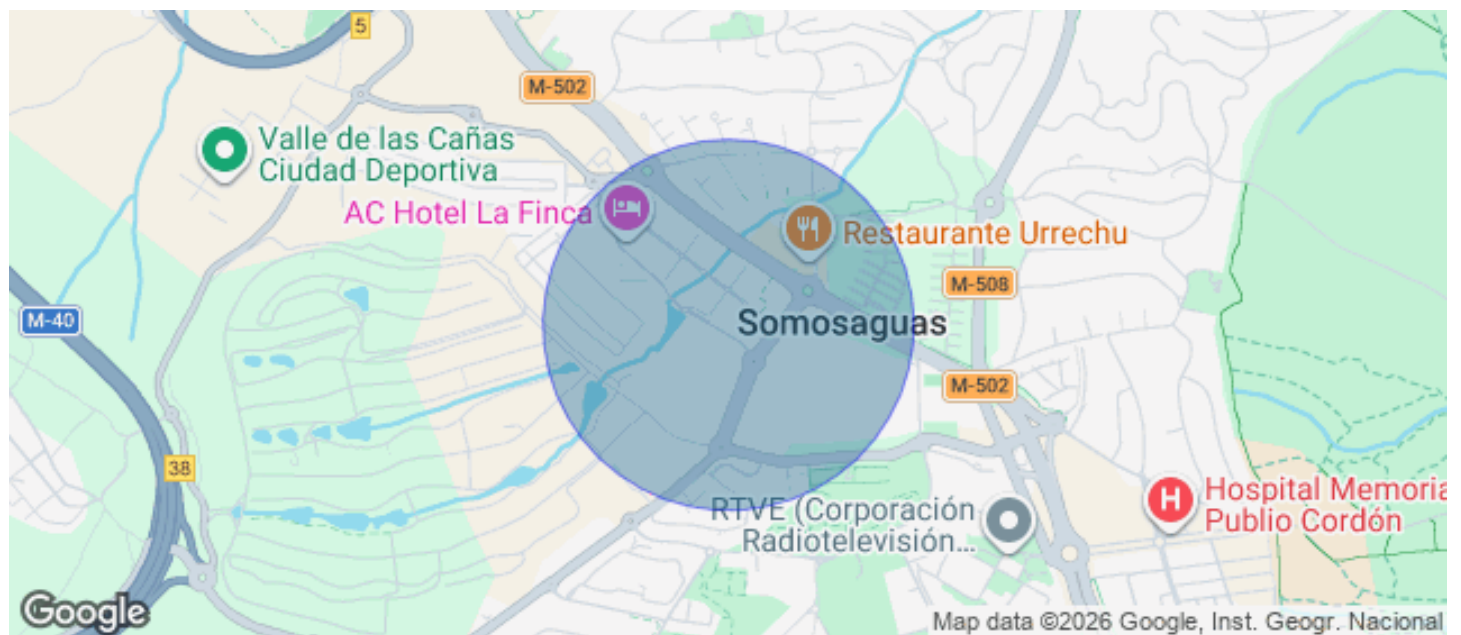 5
M-502
Valle de las Cañas
Ciudad Deportiva
AC Hotel La Finca
Restaurante Urrechu
M-508
M-40
Somosaguas
M-502
38
RTVE (Corporación
Radiotelevisión...
H
Hospital Memoria
Publio Cordón
Google
Map data ©2026 Google, Inst. Geogr. Nacional